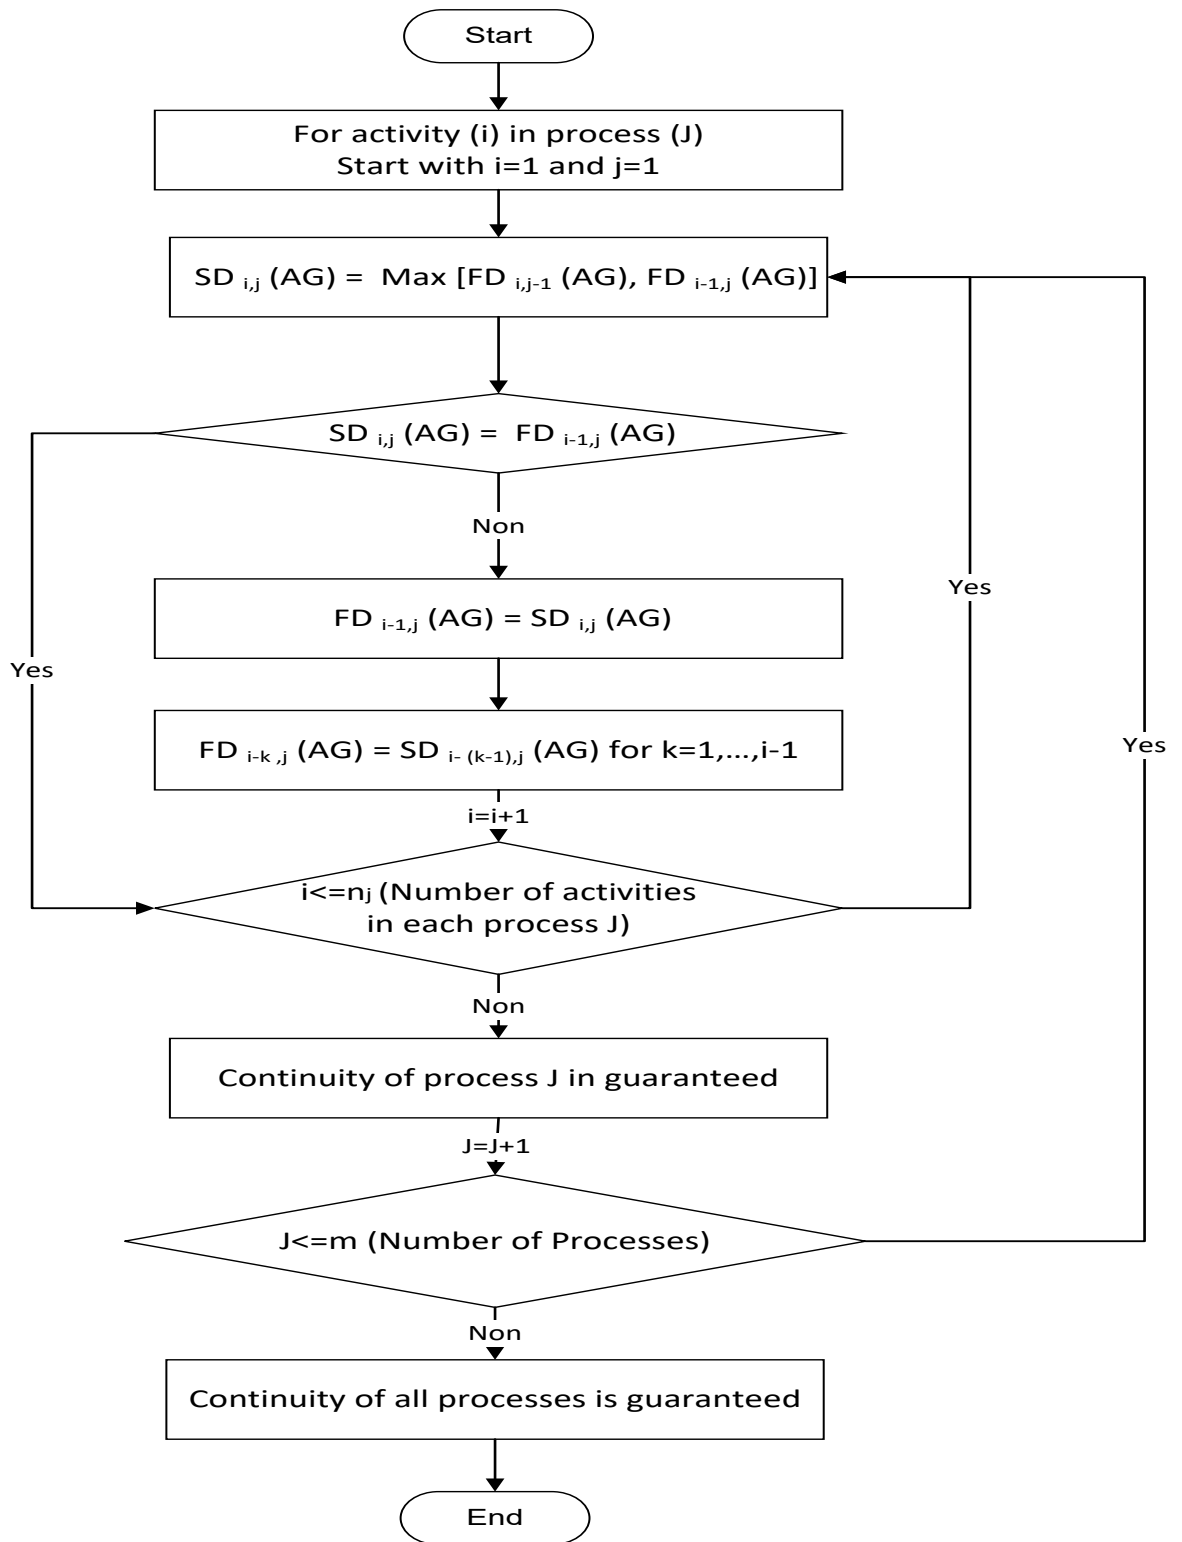 Start
For activity (i) in process (J)
Start with i=1 and j=1
SD i,j (AG) = Max [FD i,j-1 (AG), FD i-1,j (AG)]
SD i,j (AG) = FD i-1,j (AG)
Non
FD i-1,j (AG) = SD i,j (AG)
Yes
Yes
FD i-k ,j (AG) = SD i- (k-1),j (AG) for k=1,...,i-1
Yes
i=i+1
i<=nj (Number of activities
in each process J)
Non
Continuity of process J in guaranteed
J=J+1
J<=m (Number of Processes)
Non
Continuity of all processes is guaranteed
End